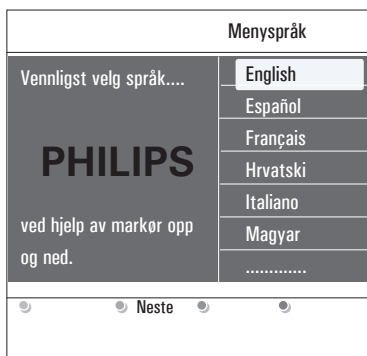 Menyspråk
Vennligst velg språk....
PHILIPS
ved hjelp av markør opp
og ned.
English
Español
Français
Hrvatski
Italiano
Magyar
.............
Neste